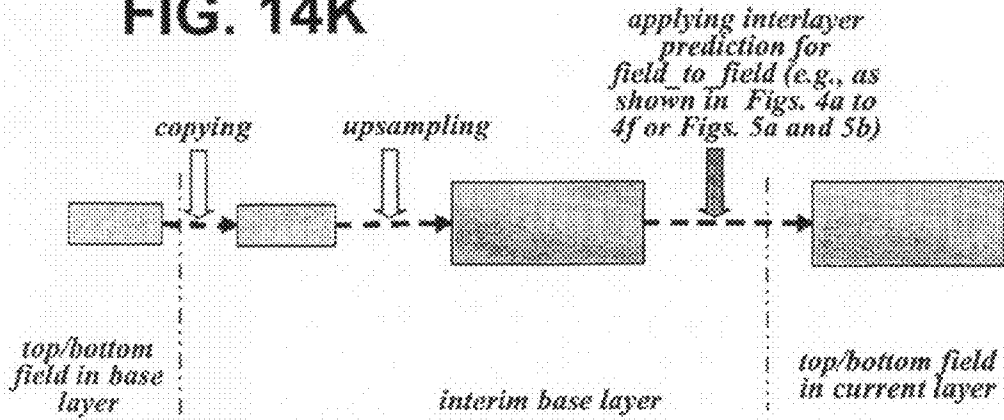 FIG. 14K
applying interlayer
prediction for
field_to_field (e.g., as
shown in Figs. 4a to
4f or Figs. 5a and 5b)
copying
upsampling
top/bottom
field in base
layer
interim base layer
top/bottom field
in current layer